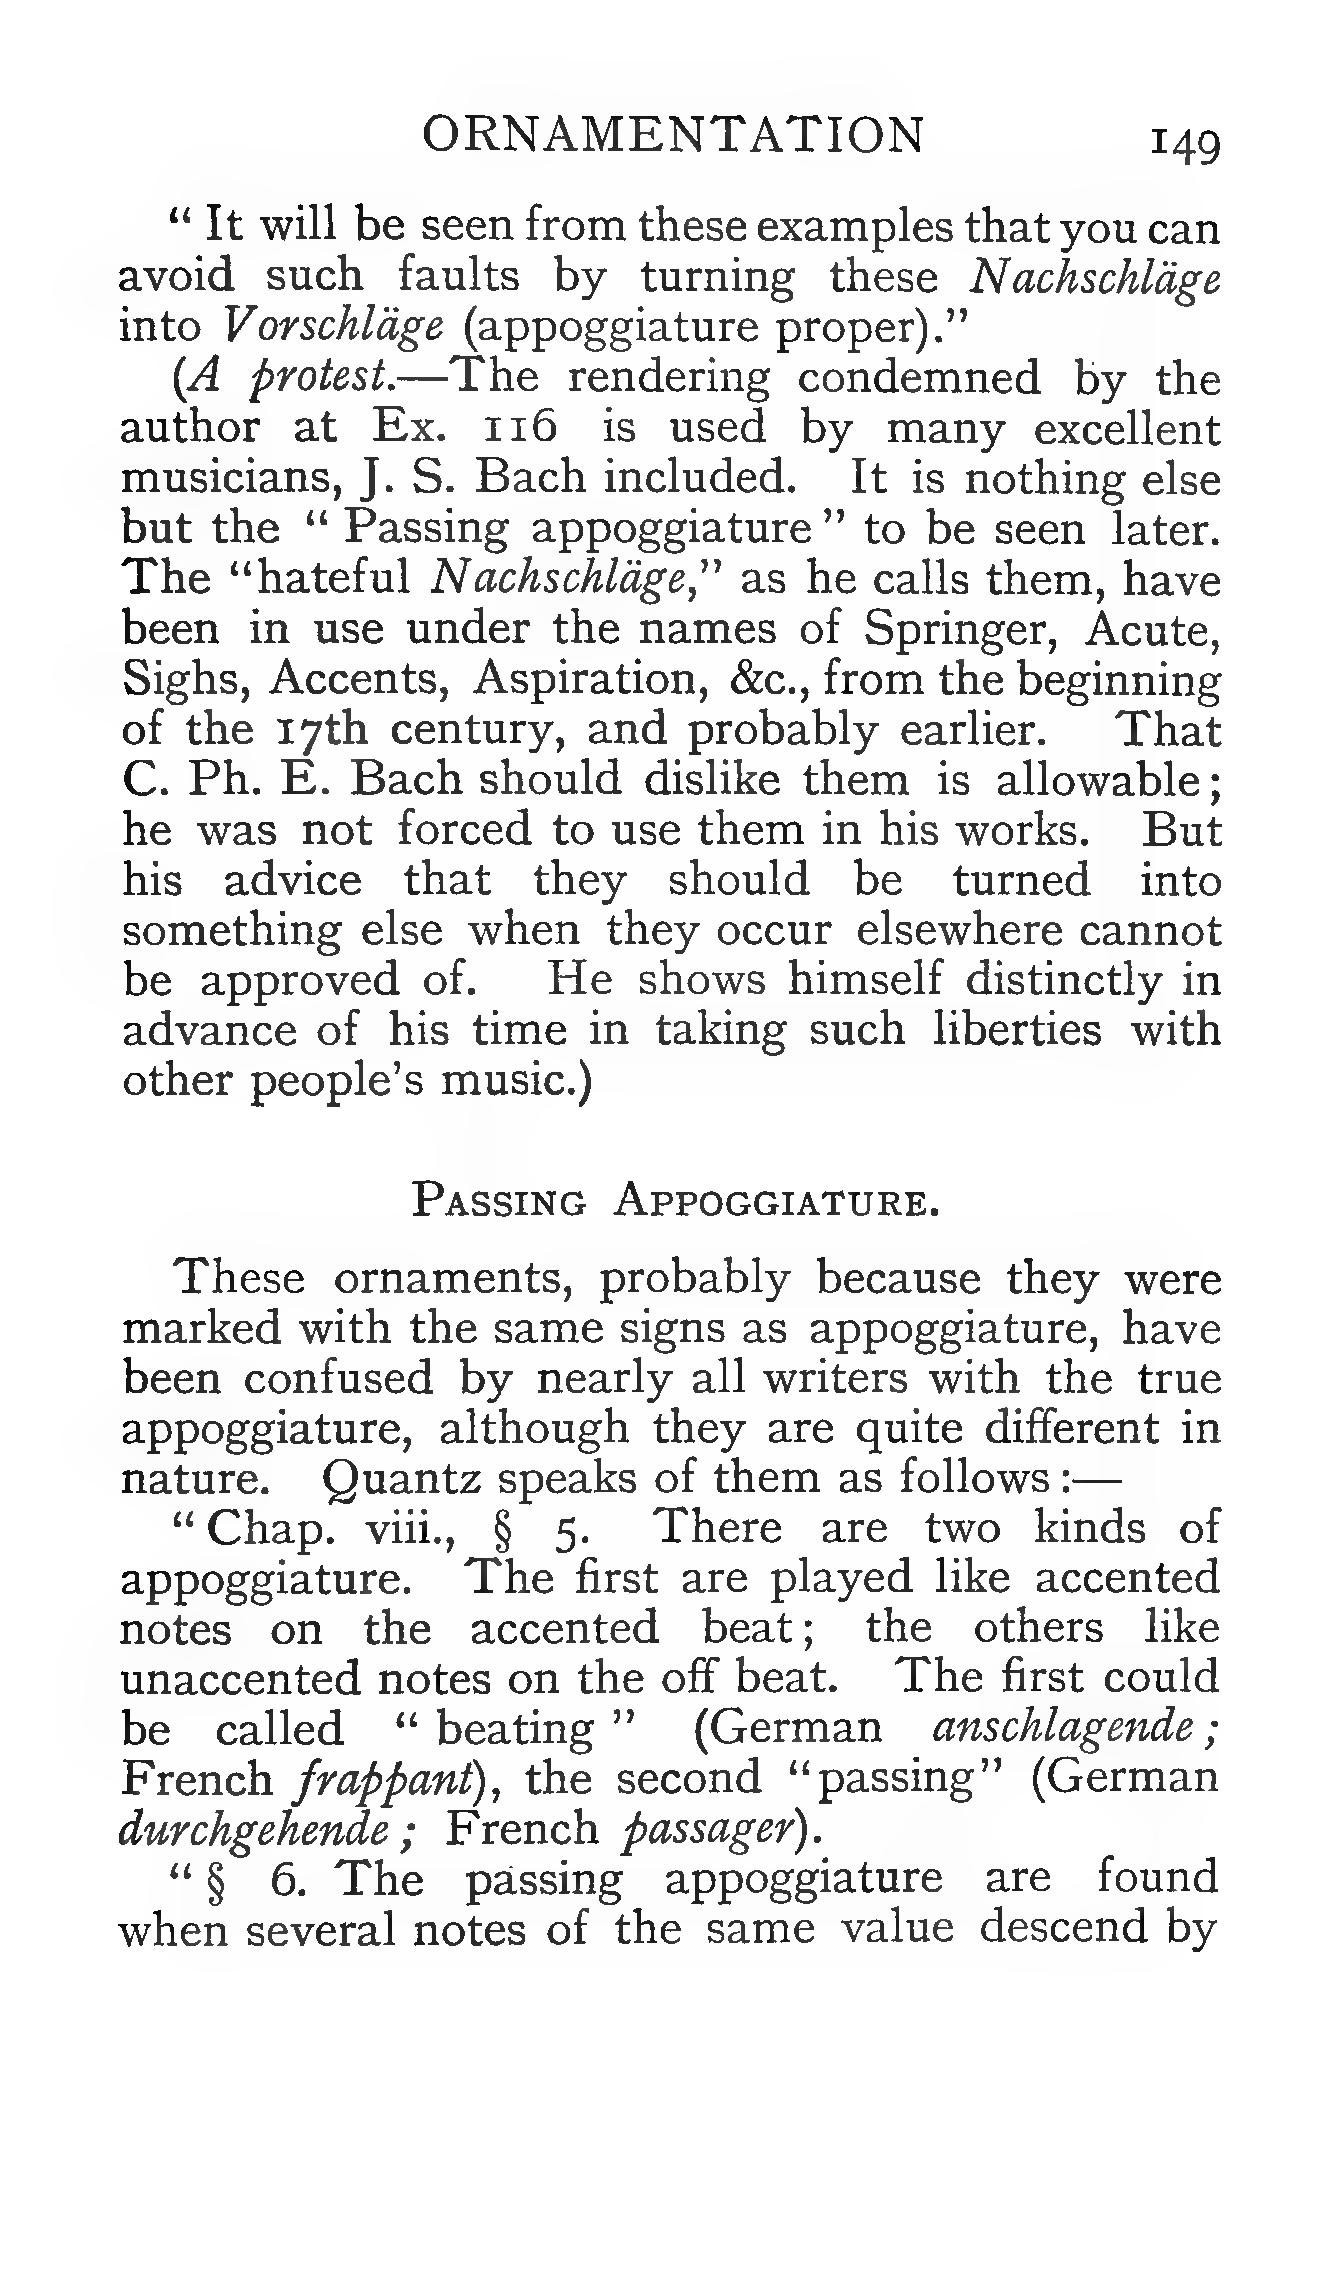 ORNAMENTATION 149
“ It will be seen from these examples that you can
avoid such faults by turning these Nachschläge
into Vorschläge (appoggiature proper).”
(A protest.—The rendering condemned by the
author at Ex. 116 is used by many excellent
musicians, J. S. Bach included. It is nothing else
but the “ Passing appoggiature ” to be seen later.
The “hateful Nachschläge,” as he calls them, have
been in use under the names of Springer, Acute,
Sighs, Accents, Aspiration, &c., from the beginning
of the 17th century, and probably earlier. That
C. Ph. E. Bach should dislike them is allowable;
he was not forced to use them in his works. But
his advice that they should be turned into
something else when they occur elsewhere cannot
be approved of. He shows himself distinctly in
advance of his time in taking such liberties with
other people’s music.)
PASSING APPOGGIATURE.
These ornaments, probably because they were
marked with the same signs as appoggiature, have
been confused by nearly all writers with the true
appoggiature, although they are quite different in
nature. Quantz speaks of them as follows :—
“ Chap. viii., § 5. There are two kinds of
appoggiature. The first are played like accented
notes on the accented beat; the others like
unaccented notes on the off beat. The first could
be called “ beating ” (German anschlagende ;
French frappant), the second “passing” (German
durchgehende ; French passager).
“ § 6. The passing appoggiature are found
when several notes of the same value descend by